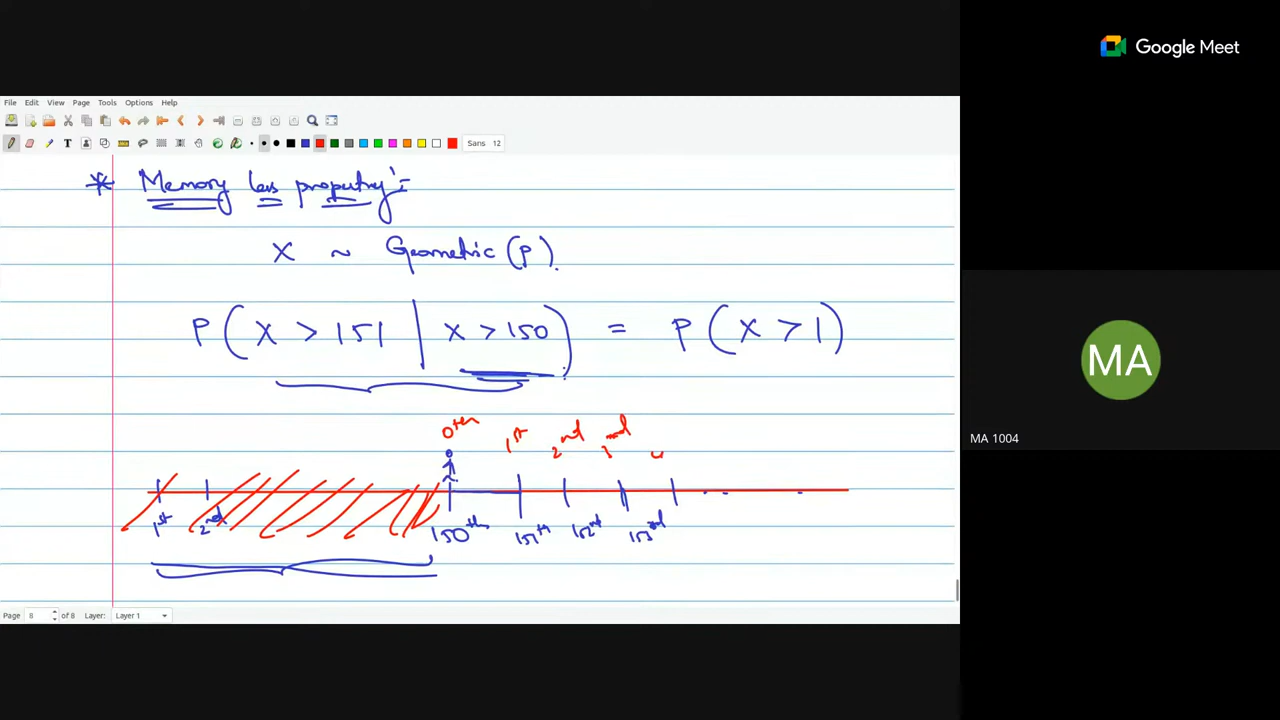 Google Meet
File Edit View Page Tools Options Help
Sans 12
* Memory less property :-
X ~ Geometric (p).
P ( X > 151 | X > 150 ) = P ( X > 1 )
0th 1st 2nd 4
1st 2nd 150th 151th 152nd 153rd
MA
MA 1004
Page 8 of 8 Layer: Layer 1